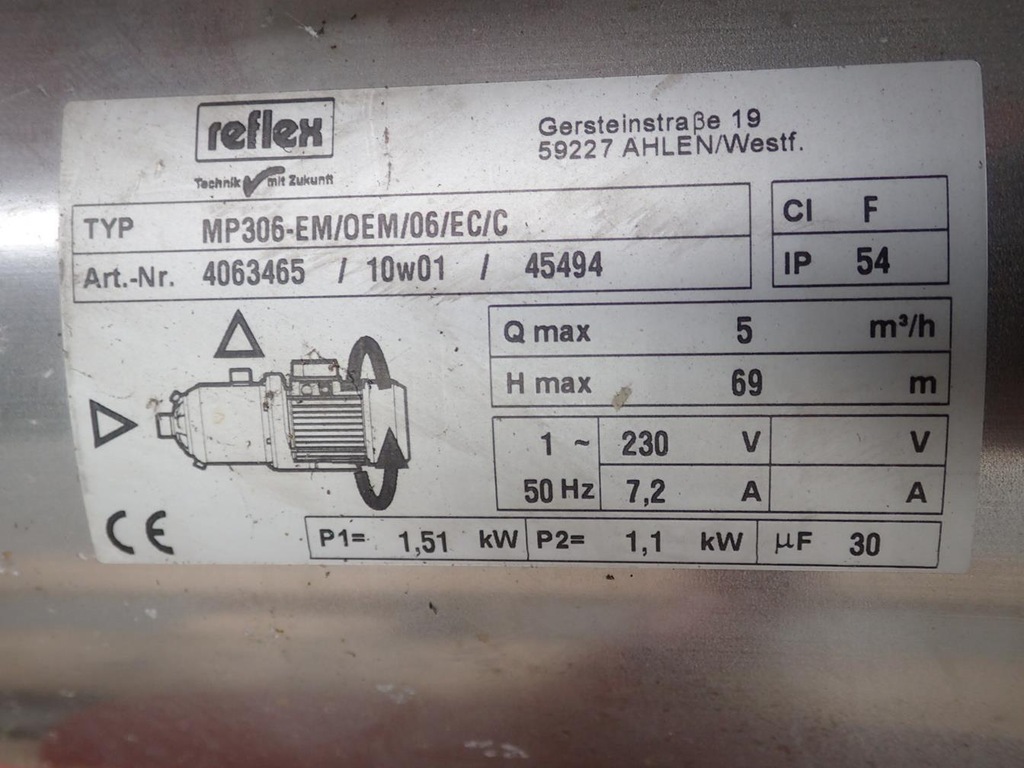 reflex
Technik mit Zukunft
Gersteinstraße 19
59227 AHLEN/Westf.
TYP MP306-EM/OEM/06/EC/C
Art.-Nr. 4063465 / 10w01 / 45494
Cl F
IP 54
Q max 5 m³/h
H max 69 m
1 ~ 230 V V
50 Hz 7,2 A A
CE
P1= 1,51 kW P2= 1,1 kW µF 30